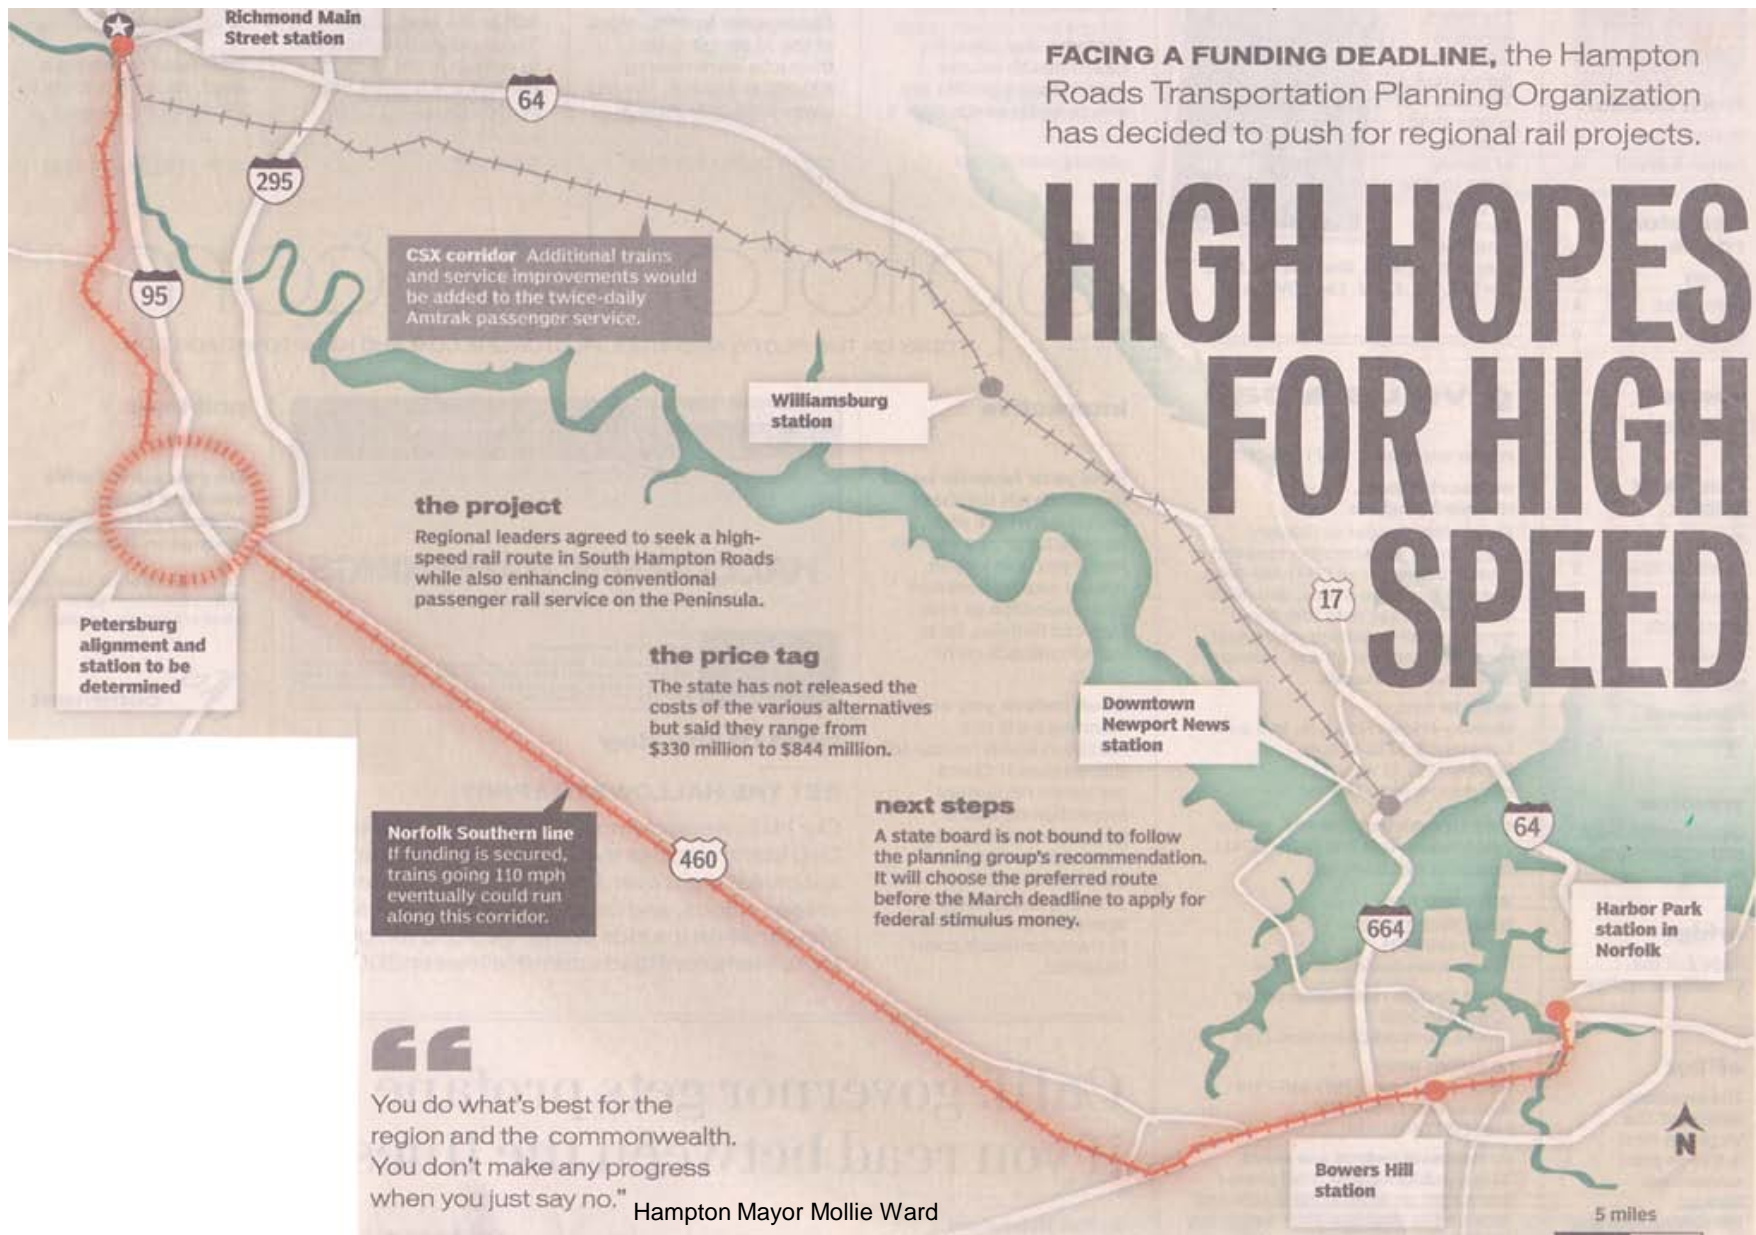 Richmond Main
Street station
FACING A FUNDING DEADLINE, the Hampton
Roads Transportation Planning Organization
has decided to push for regional rail projects.
HIGH HOPES
FOR HIGH
SPEED
64
295
95
CSX corridor Additional trains
and service improvements would
be added to the twice-daily
Amtrak passenger service.
Williamsburg
station
the project
Regional leaders agreed to seek a high-
speed rail route in South Hampton Roads
while also enhancing conventional
passenger rail service on the Peninsula.
17
Petersburg
alignment and
station to be
determined
the price tag
The state has not released the
costs of the various alternatives
but said they range from
$330 million to $844 million.
Downtown
Newport News
station
next steps
A state board is not bound to follow
the planning group's recommendation.
It will choose the preferred route
before the March deadline to apply for
federal stimulus money.
Norfolk Southern line
If funding is secured,
trains going 110 mph
eventually could run
along this corridor.
460
64
664
Harbor Park
station in
Norfolk
“
You do what's best for the
region and the commonwealth.
You don't make any progress
when you just say no."
Hampton Mayor Mollie Ward
Bowers Hill
station
N
5 miles